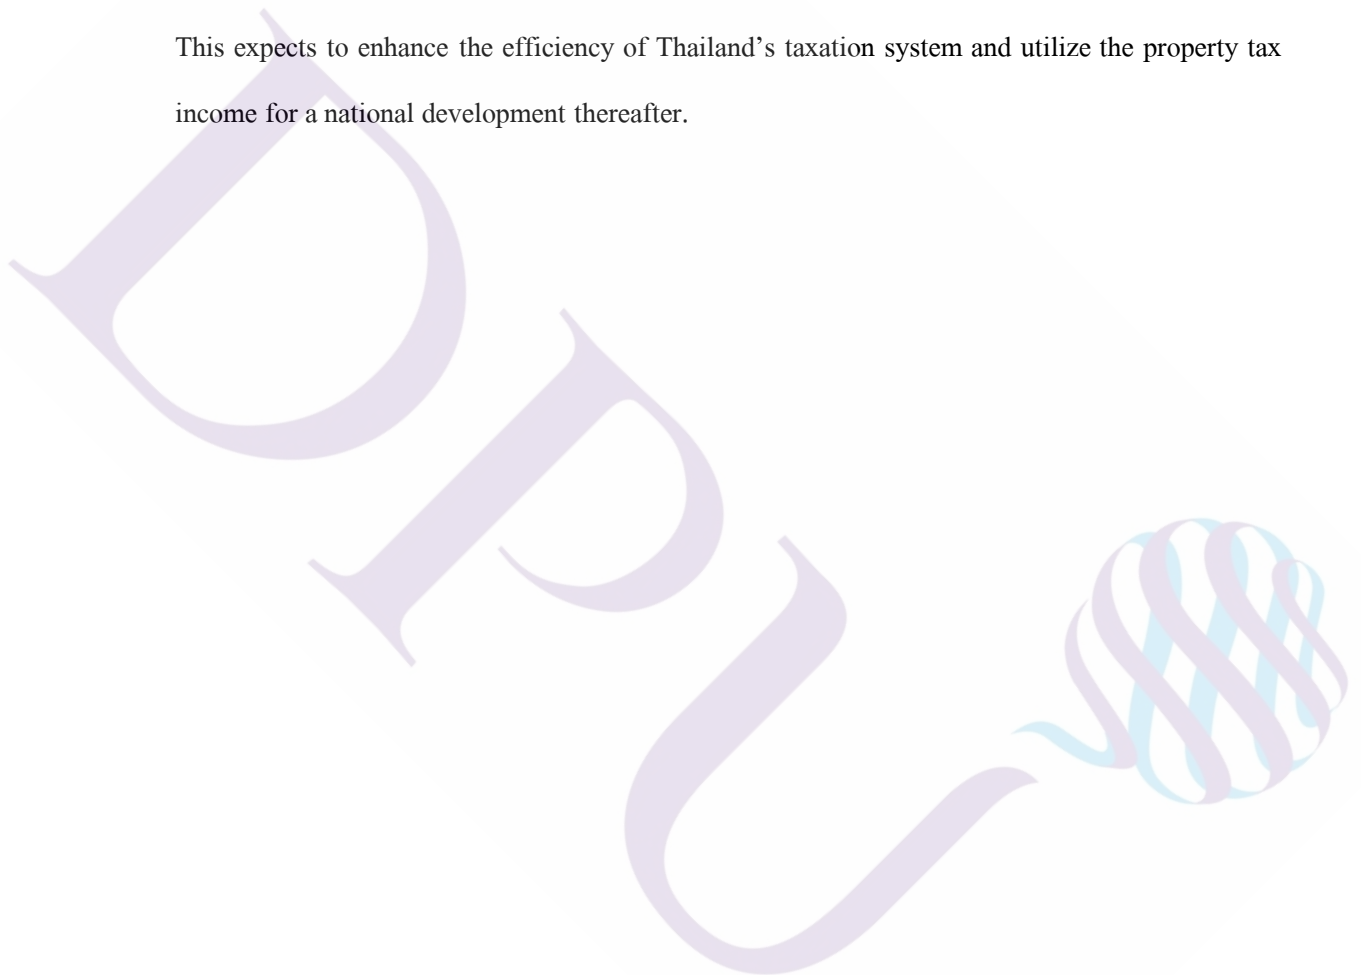 This expects to enhance the efficiency of Thailand’s taxation system and utilize the property tax
income for a national development thereafter.
DPU